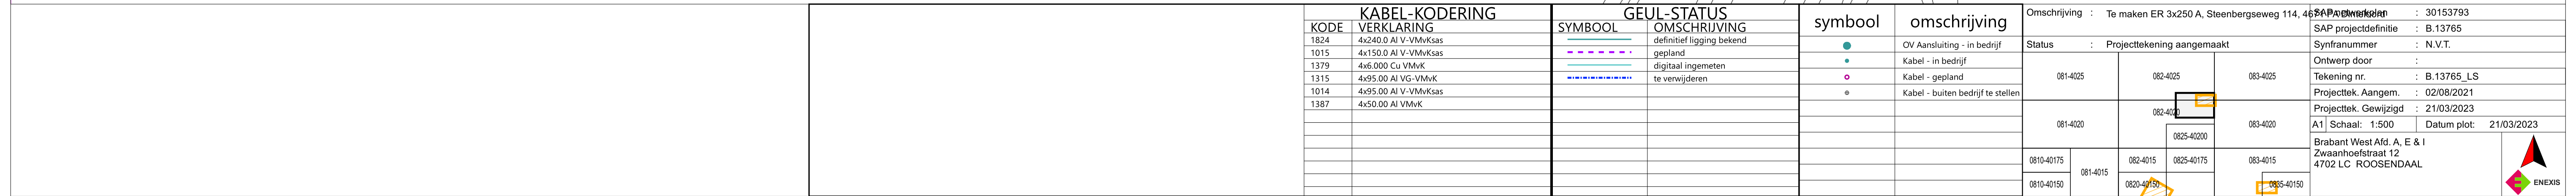 KABEL-KODERING
KODE VERKLARING
1824 4x240.0 Al V-VMvKsas
1015 4x150.0 Al V-VMvKsas
1379 4x6.000 Cu VMvK
1315 4x95.00 Al VG-VMvK
1014 4x95.00 Al V-VMvKsas
1387 4x50.00 Al VMvK
GEUL-STATUS
SYMBOOL OMSCHRIJVING
definitief ligging bekend
gepland
digitaal ingemeten
te verwijderen
symbool omschrijving
OV Aansluiting - in bedrijf
Kabel - in bedrijf
Kabel - gepland
Kabel - buiten bedrijf te stellen
Omschrijving : Te maken ER 3x250 A, Steenbergseweg 114,
Status : Projecttekening aangemaakt
081-4025 082-4025 083-4025
081-4020 082-4020 083-4020
0825-40200
0810-40175 081-4015 082-4015 0825-40175 083-4015
0810-40150 0820-40150 0835-40150
: 30153793
SAP projectdefinitie : B.13765
Synfranummer : N.V.T.
Ontwerp door :
Tekening nr. : B.13765_LS
Projecttek. Aangem. : 02/08/2021
Projecttek. Gewijzigd : 21/03/2023
A1 Schaal: 1:500 Datum plot: 21/03/2023
Brabant West Afd. A, E & I
Zwaanhoefstraat 12
4702 LC ROOSENDAAL
ENEXIS